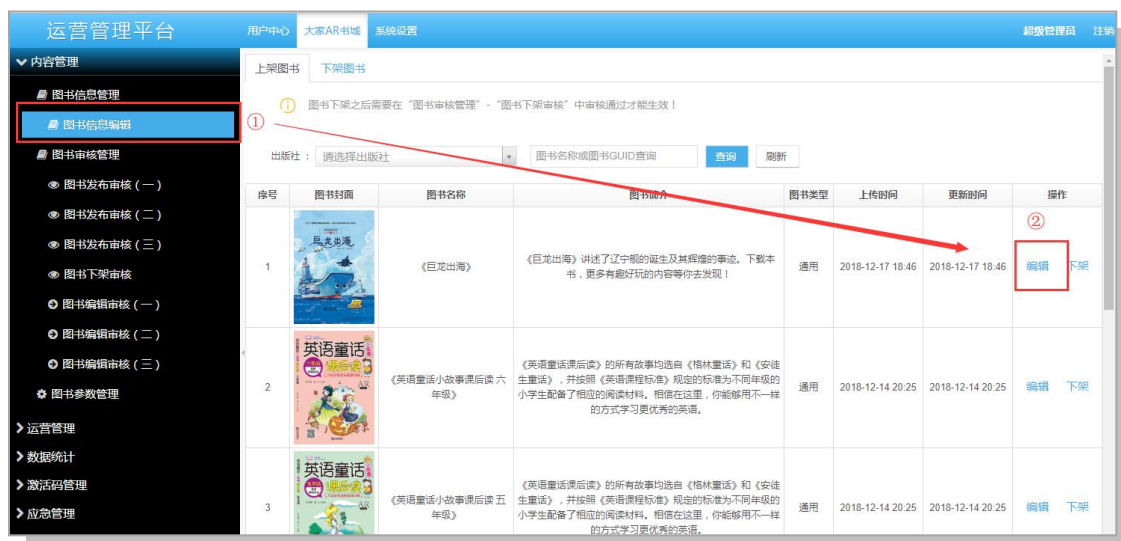 运营管理平台
用户中心 大家AR书城 系统设置 超级管理员 注销
内容管理
图书信息管理
图书信息编辑
图书审核管理
图书发布审核(一)
图书发布审核(二)
图书发布审核(三)
图书下架审核
图书编辑审核(一)
图书编辑审核(二)
图书编辑审核(三)
图书参数管理
运营管理
数据统计
激活码管理
应急管理
上架图书 下架图书
图书下架之后需要在“图书审核管理”-“图书下架审核”中审核通过才能生效！
①
出版社： 请选择出版社 图书名称或图书GUID查询 查询 刷新
序号 图书封面 图书名称 图书简介 图书类型 上传时间 更新时间 操作
②
1
巨龙出海
《巨龙出海》
《巨龙出海》讲述了辽宁舰的诞生及其辉煌的事迹。下载本
书，更多有趣好玩的内容等你去发现！
通用 2018-12-17 18:46 2018-12-17 18:46 编辑 下架
2
英语童话
课后读
AR
《英语童话小故事课后读 六
年级》
《英语童话课后读》的所有故事均选自《格林童话》和《安徒
生童话》，并按照《英语课程标准》规定的标准为不同年级的
小学生配备了相应的阅读材料。相信在这里，你能够用不一样
的方式学习更优秀的英语。
通用 2018-12-14 20:25 2018-12-14 20:25 编辑 下架
3
英语童话
课后读
AR
《英语童话小故事课后读 五
年级》
《英语童话课后读》的所有故事均选自《格林童话》和《安徒
生童话》，并按照《英语课程标准》规定的标准为不同年级的
小学生配备了相应的阅读材料。相信在这里，你能够用不一样
的方式学习更优秀的英语。
通用 2018-12-14 20:25 2018-12-14 20:25 编辑 下架